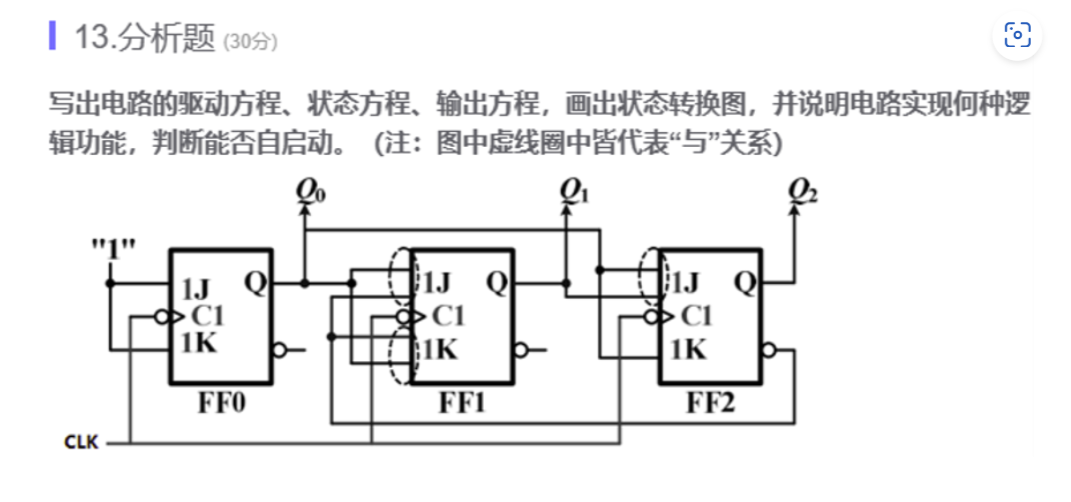 13.分析题 (30分)
写出电路的驱动方程、状态方程、输出方程，画出状态转换图，并说明电路实现何种逻
辑功能，判断能否自启动。 (注：图中虚线圈中皆代表“与”关系)
Q0 Q1 Q2
"1"
1J Q 1J Q 1J Q
C1 C1 C1
1K 1K 1K
FF0 FF1 FF2
CLK